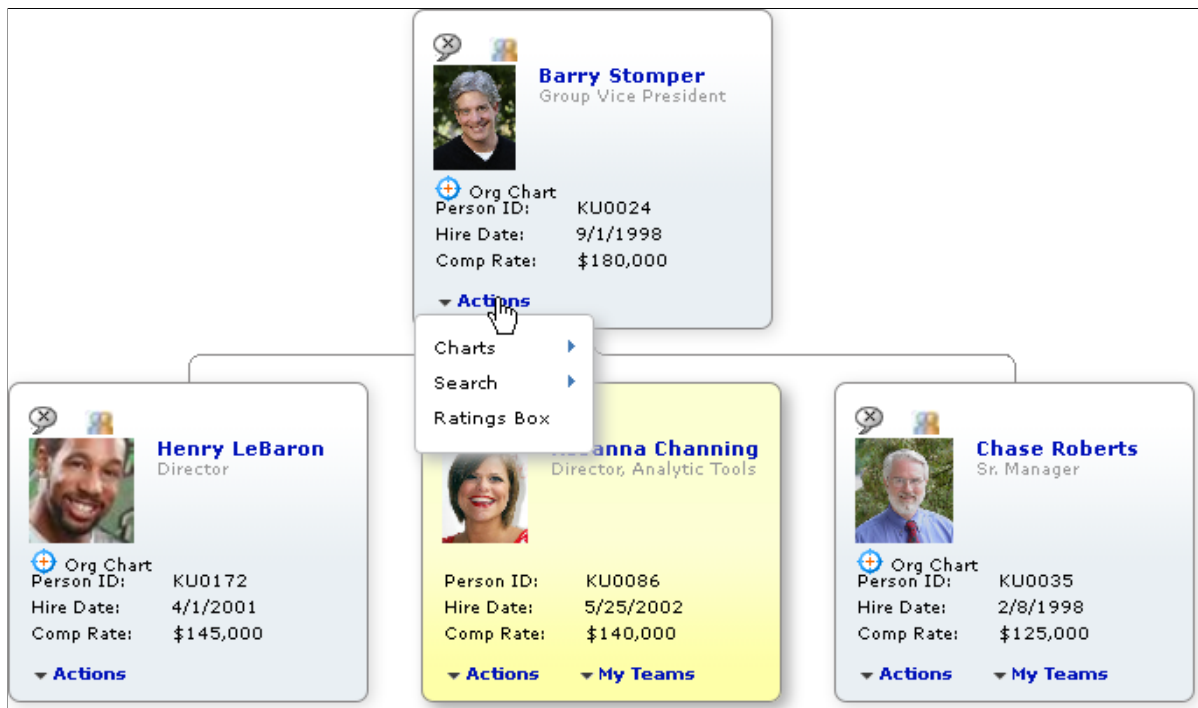 Barry Stomper
Group Vice President
Org Chart
Person ID: KU0024
Hire Date: 9/1/1998
Comp Rate: $180,000
Actions
Charts
Search
Ratings Box
Henry LeBaron
Director
Org Chart
Person ID: KU0172
Hire Date: 4/1/2001
Comp Rate: $145,000
Actions
Channing
Director, Analytic Tools
Person ID: KU0086
Hire Date: 5/25/2002
Comp Rate: $140,000
Actions My Teams
Chase Roberts
Sr. Manager
Org Chart
Person ID: KU0035
Hire Date: 2/8/1998
Comp Rate: $125,000
Actions My Teams